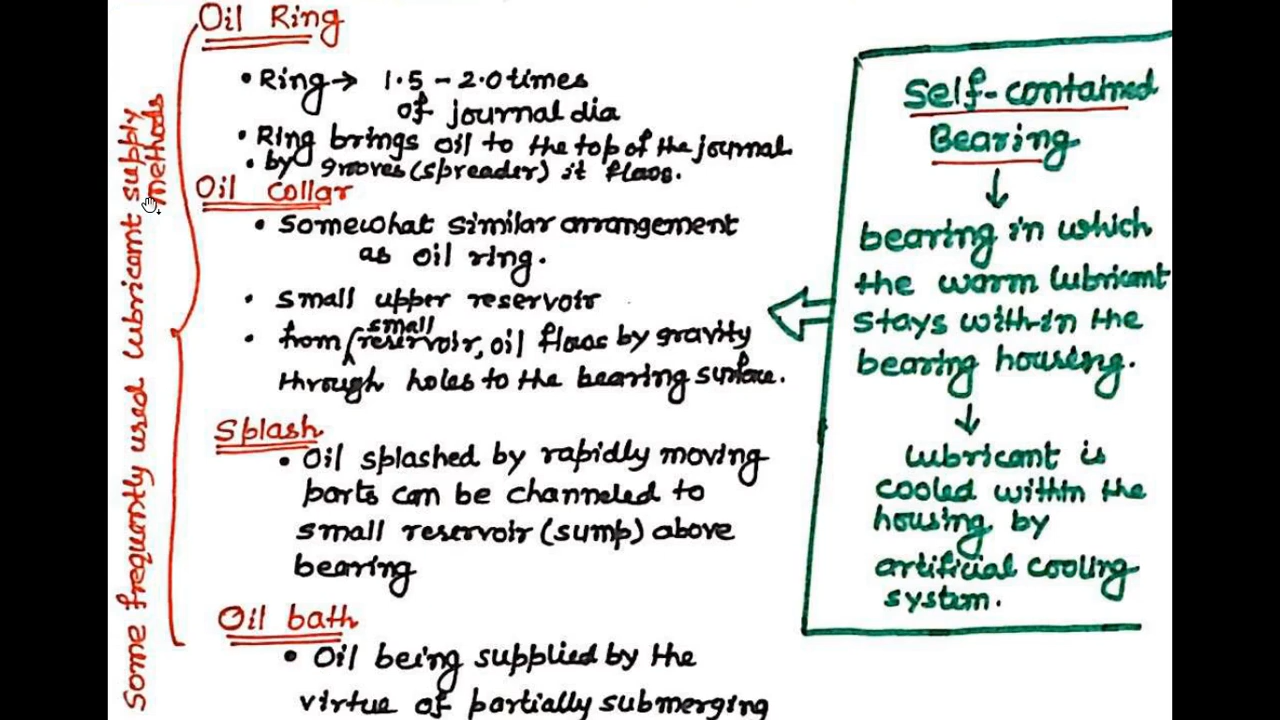 Some frequently used lubricant supply methods
Oil Ring
• Ring → 1.5 - 2.0 times
of journal dia
• Ring brings oil to the top of the journal
• by grooves (spreader) it flows.
Oil collar
• Somewhat similar arrangement
as oil ring.
• small upper reservoir
• from small reservoir, oil flows by gravity
through holes to the bearing surface.
Splash
• Oil splashed by rapidly moving
parts can be channeled to
small reservoir (sump) above
bearing
Oil bath
• Oil being supplied by the
virtue of partially submerging
Self-contained
Bearing
↓
bearing in which
the warm lubricant
stays within the
bearing housing.
↓
Lubricant is
cooled within the
housing by
artificial cooling
system.